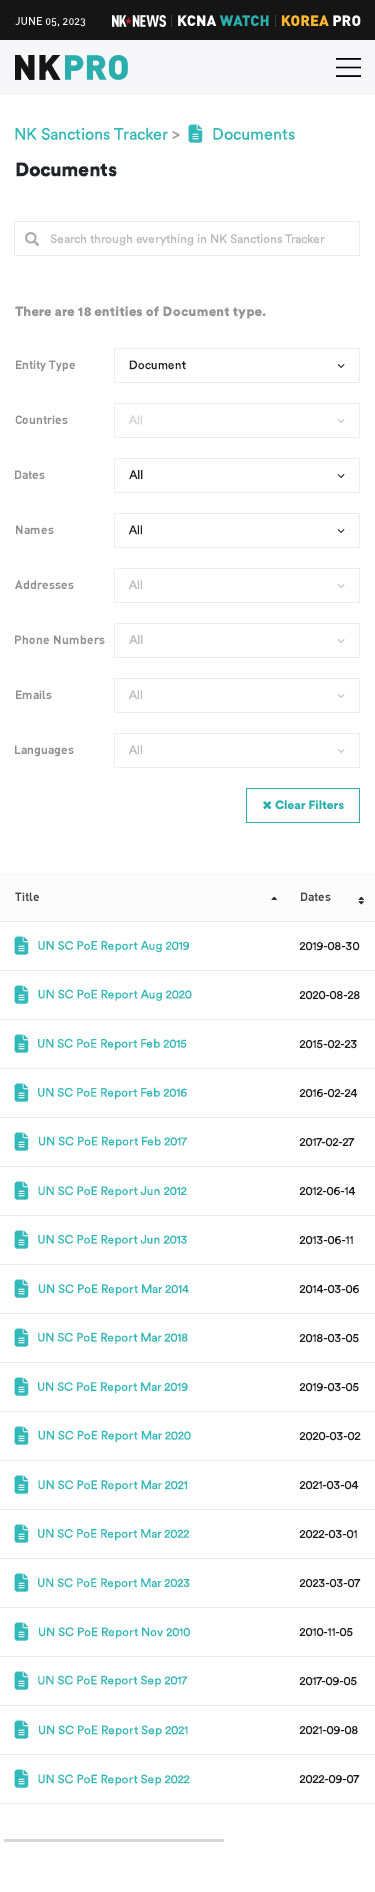 JUNE 05, 2023 NK NEWS KCNA WATCH KOREA PRO
NKPRO
NK Sanctions Tracker > Documents
Documents
Search through everything in NK Sanctions Tracker
There are 18 entities of Document type.
Entity Type Document
Countries All
Dates All
Names All
Addresses All
Phone Numbers All
Emails All
Languages All
Clear Filters
Title Dates
UN SC PoE Report Aug 2019 2019-08-30
UN SC PoE Report Aug 2020 2020-08-28
UN SC PoE Report Feb 2015 2015-02-23
UN SC PoE Report Feb 2016 2016-02-24
UN SC PoE Report Feb 2017 2017-02-27
UN SC PoE Report Jun 2012 2012-06-14
UN SC PoE Report Jun 2013 2013-06-11
UN SC PoE Report Mar 2014 2014-03-06
UN SC PoE Report Mar 2018 2018-03-05
UN SC PoE Report Mar 2019 2019-03-05
UN SC PoE Report Mar 2020 2020-03-02
UN SC PoE Report Mar 2021 2021-03-04
UN SC PoE Report Mar 2022 2022-03-01
UN SC PoE Report Mar 2023 2023-03-07
UN SC PoE Report Nov 2010 2010-11-05
UN SC PoE Report Sep 2017 2017-09-05
UN SC PoE Report Sep 2021 2021-09-08
UN SC PoE Report Sep 2022 2022-09-07